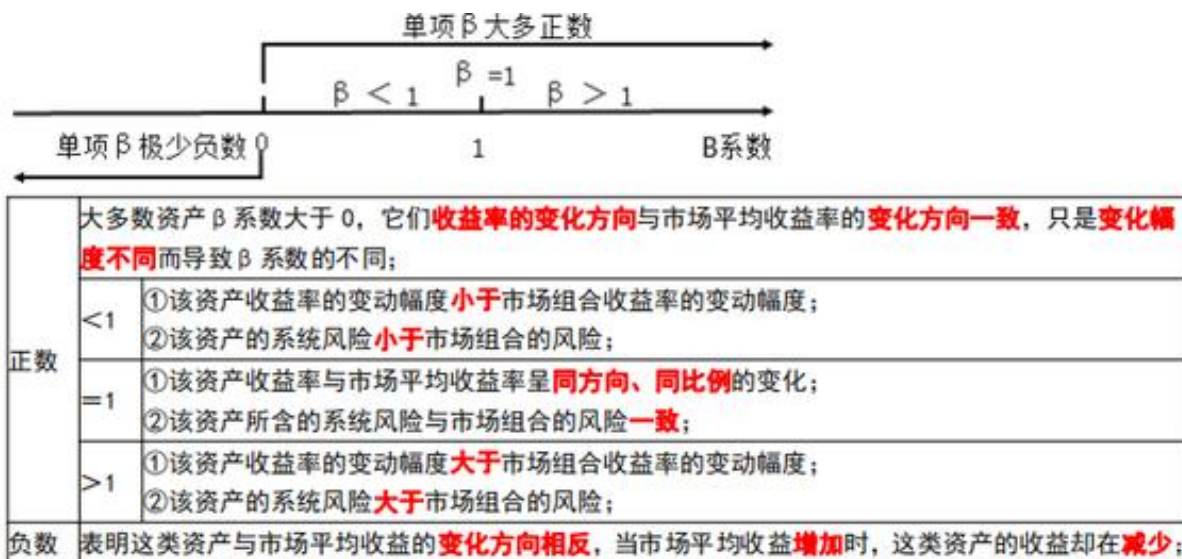 单项β大多正数
β =1
β < 1
β > 1
单项β极少负数
0
1
B系数
大多数资产β系数大于 0，它们收益率的变化方向与市场平均收益率的变化方向一致，只是变化幅
度不同而导致β系数的不同；
正数
<1
①该资产收益率的变动幅度小于市场组合收益率的变动幅度；
②该资产的系统风险小于市场组合的风险；
=1
①该资产收益率与市场平均收益率呈同方向、同比例的变化；
②该资产所含的系统风险与市场组合的风险一致；
>1
①该资产收益率的变动幅度大于市场组合收益率的变动幅度；
②该资产的系统风险大于市场组合的风险；
负数
表明这类资产与市场平均收益的变化方向相反，当市场平均收益增加时，这类资产的收益却在减少；